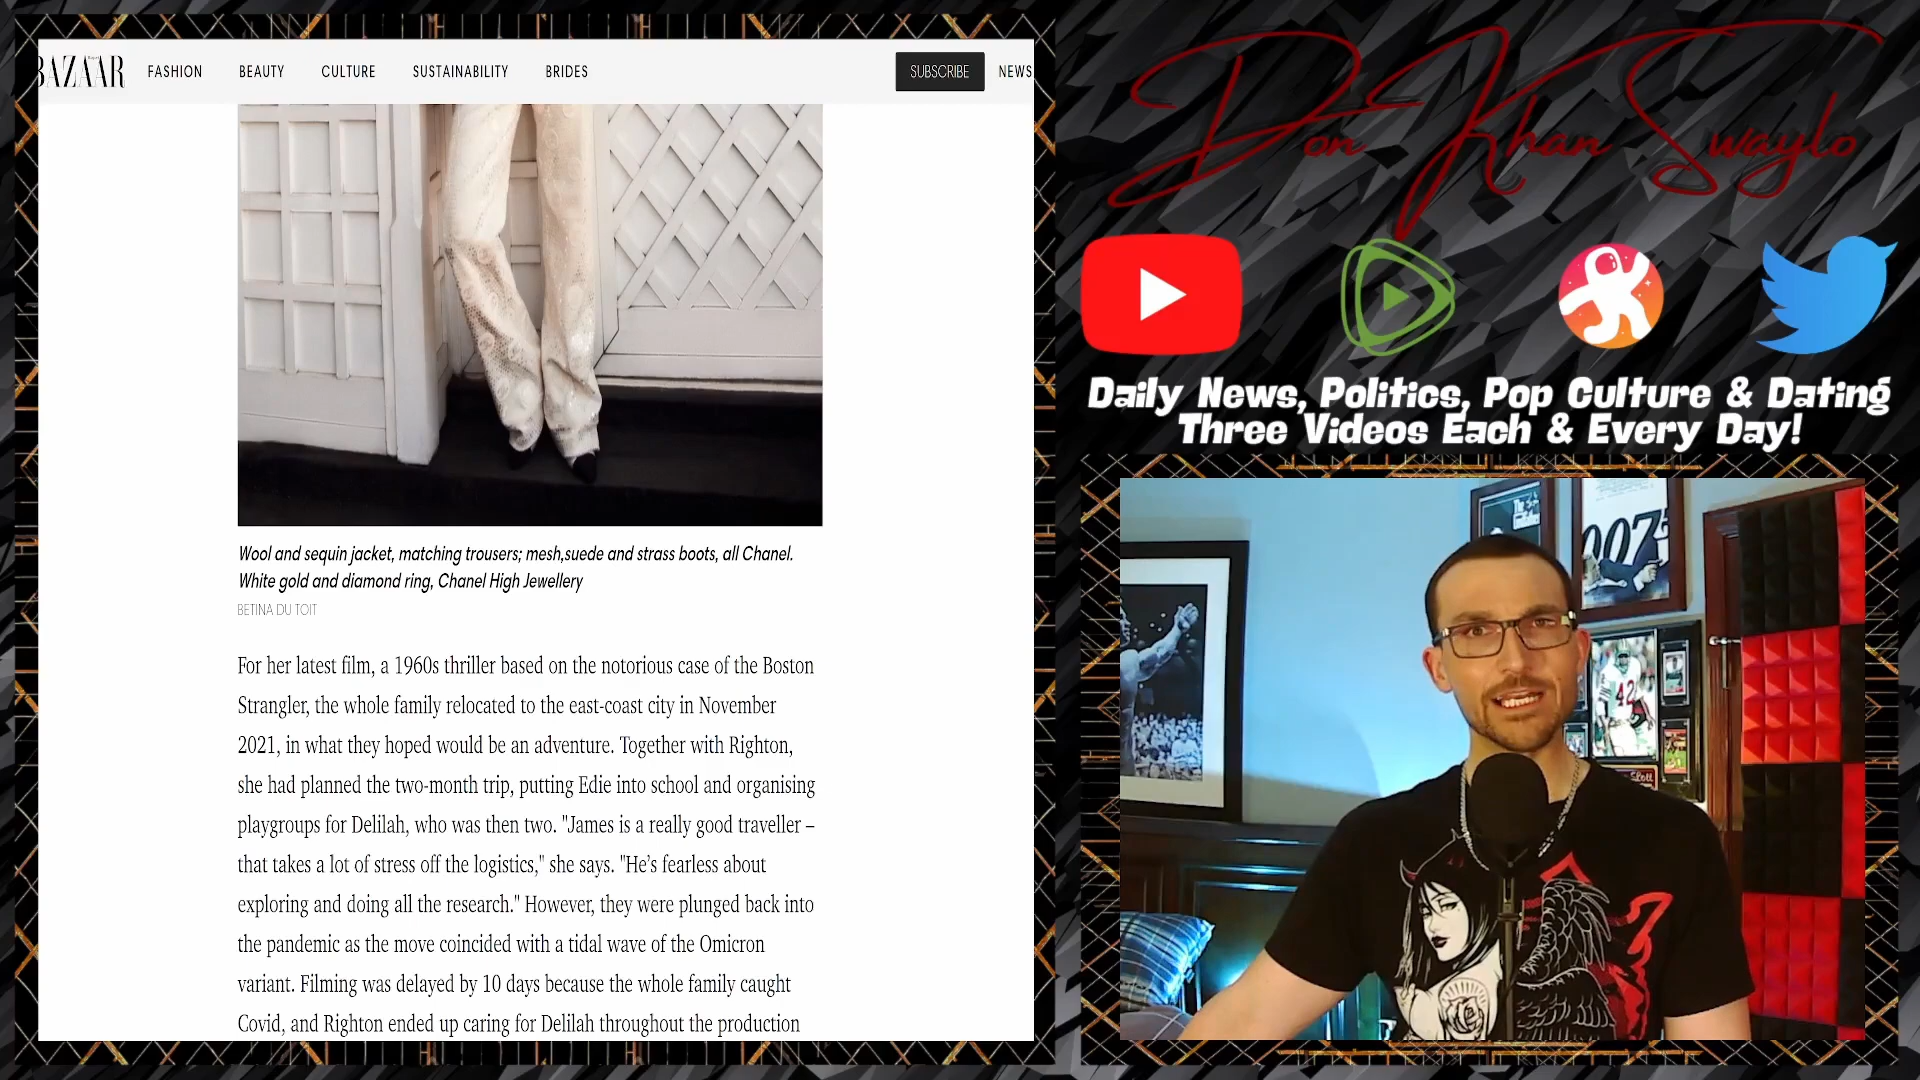 BAZAAR
FASHION
BEAUTY
CULTURE
SUSTAINABILITY
BRIDES
SUBSCRIBE
NEWS
Wool and sequin jacket, matching trousers; mesh,suede and strass boots, all Chanel.
White gold and diamond ring, Chanel High Jewellery
BETINA DU TOIT
For her latest film, a 1960s thriller based on the notorious case of the Boston
Strangler, the whole family relocated to the east-coast city in November
2021, in what they hoped would be an adventure. Together with Righton,
she had planned the two-month trip, putting Edie into school and organising
playgroups for Delilah, who was then two. "James is a really good traveller –
that takes a lot of stress off the logistics," she says. "He’s fearless about
exploring and doing all the research." However, they were plunged back into
the pandemic as the move coincided with a tidal wave of the Omicron
variant. Filming was delayed by 10 days because the whole family caught
Covid, and Righton ended up caring for Delilah throughout the production
Don Khan Swaylo
Daily News, Politics, Pop Culture & Dating
Three Videos Each & Every Day!
007
42